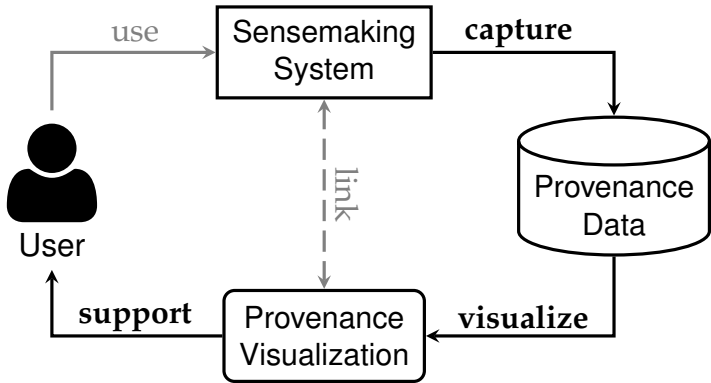 use
Sensemaking
System
capture
link
Provenance
Data
User
support
Provenance
Visualization
visualize